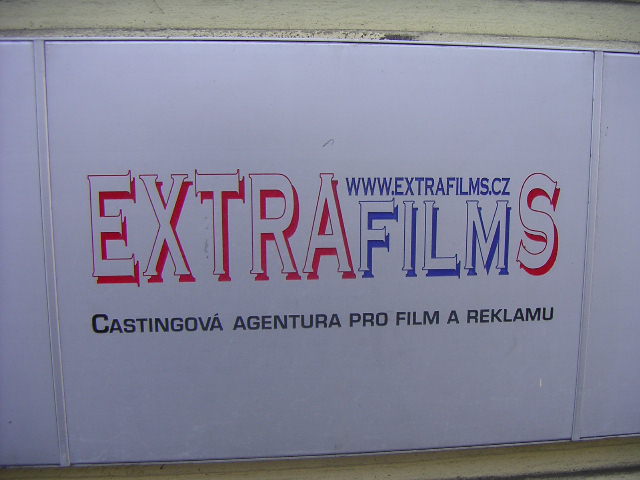 WWW.EXTRAFILMS.CZ
EXTRAFILMS
CASTINGOVÁ AGENTURA PRO FILM A REKLAMU